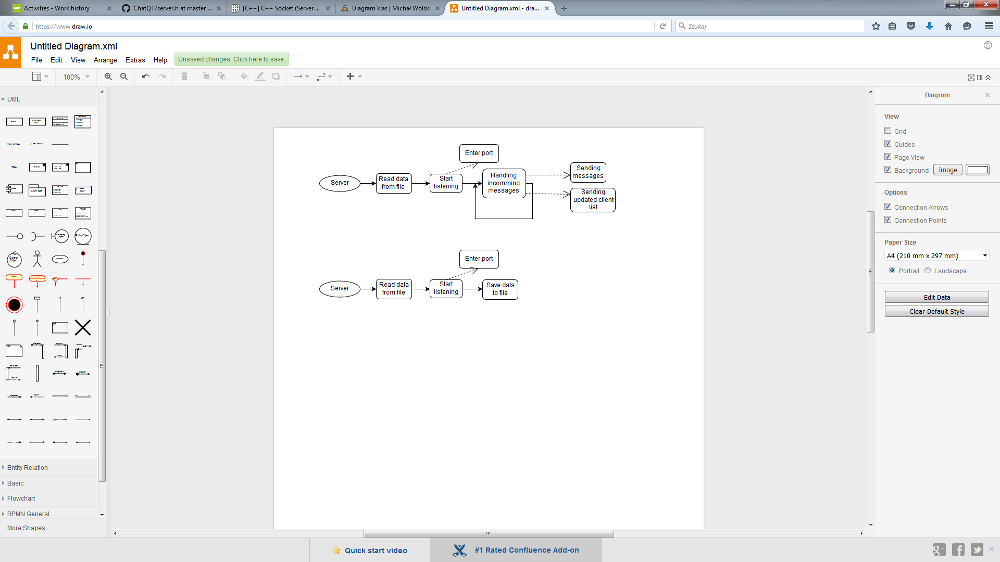 Activities - Work history
ChatQT/server.h at master ...
[C++] C++ Socket (Server ...
Diagram klas | Michał Wolski
Untitled Diagram.xml - dra...
https://www.draw.io
Szukaj
Untitled Diagram.xml
File Edit View Arrange Extras Help
Unsaved changes. Click here to save.
100%
UML
Title
package
Entity Relation
Basic
Flowchart
BPMN General
More Shapes...
Enter port
Server
Read data
from file
Start
listening
Handling
incomming
messages
Sending
messages
Sending
updated client
list
Enter port
Server
Read data
from file
Start
listening
Save data
to file
Diagram
View
Grid
Guides
Page View
Background
Image
Options
Connection Arrows
Connection Points
Paper Size
A4 (210 mm x 297 mm)
Portrait
Landscape
Edit Data
Clear Default Style
Quick start video
#1 Rated Confluence Add-on